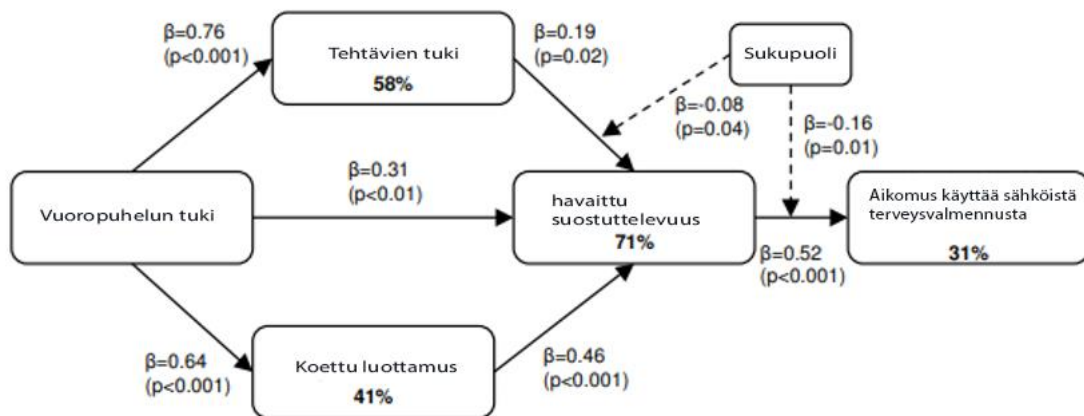 β=0.76
(p<0.001)
Tehtävien tuki
58%
β=0.19
(p=0.02)
Sukupuoli
β=-0.08
(p=0.04)
β=-0.16
(p=0.01)
Vuoropuhelun tuki
β=0.31
(p<0.01)
havaittu
suostuttelevuus
71%
Aikomus käyttää sähköistä
terveysvalmennusta
31%
β=0.52
(p<0.001)
β=0.64
(p<0.001)
Koettu luottamus
41%
β=0.46
(p<0.001)